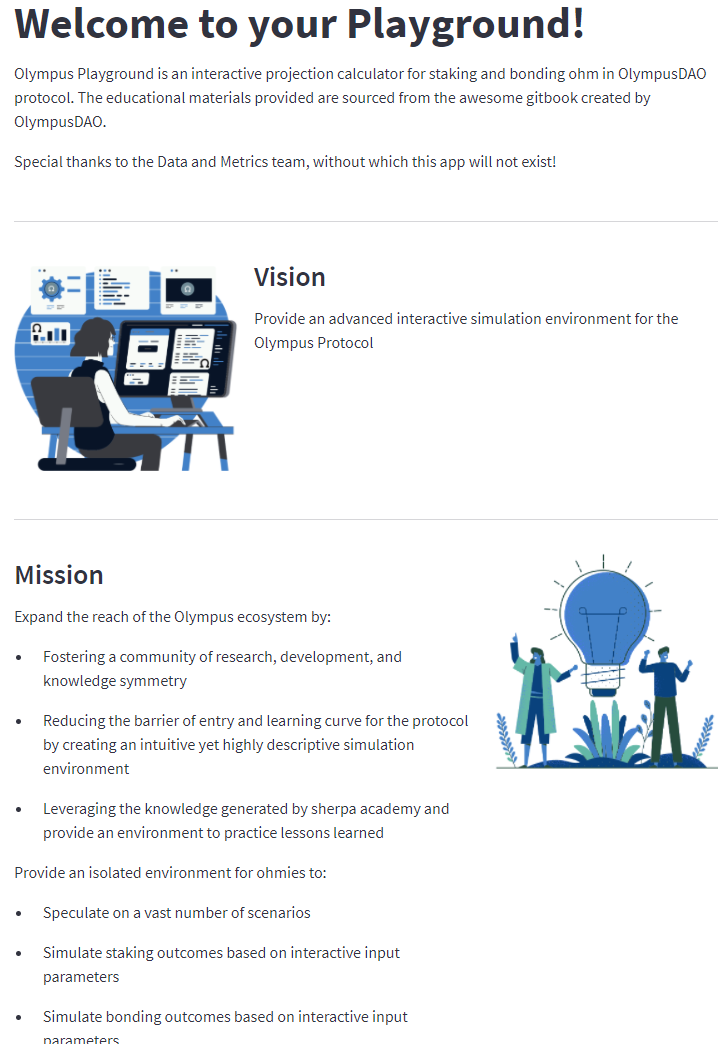 Welcome to your Playground!
Olympus Playground is an interactive projection calculator for staking and bonding ohm in OlympusDAO
protocol. The educational materials provided are sourced from the awesome gitbook created by
OlympusDAO.
Special thanks to the Data and Metrics team, without which this app will not exist!
Vision
Provide an advanced interactive simulation environment for the
Olympus Protocol
Mission
Expand the reach of the Olympus ecosystem by:
• Fostering a community of research, development, and
knowledge symmetry
• Reducing the barrier of entry and learning curve for the protocol
by creating an intuitive yet highly descriptive simulation
environment
• Leveraging the knowledge generated by sherpa academy and
provide an environment to practice lessons learned
Provide an isolated environment for ohmies to:
• Speculate on a vast number of scenarios
• Simulate staking outcomes based on interactive input
parameters
• Simulate bonding outcomes based on interactive input
parameters